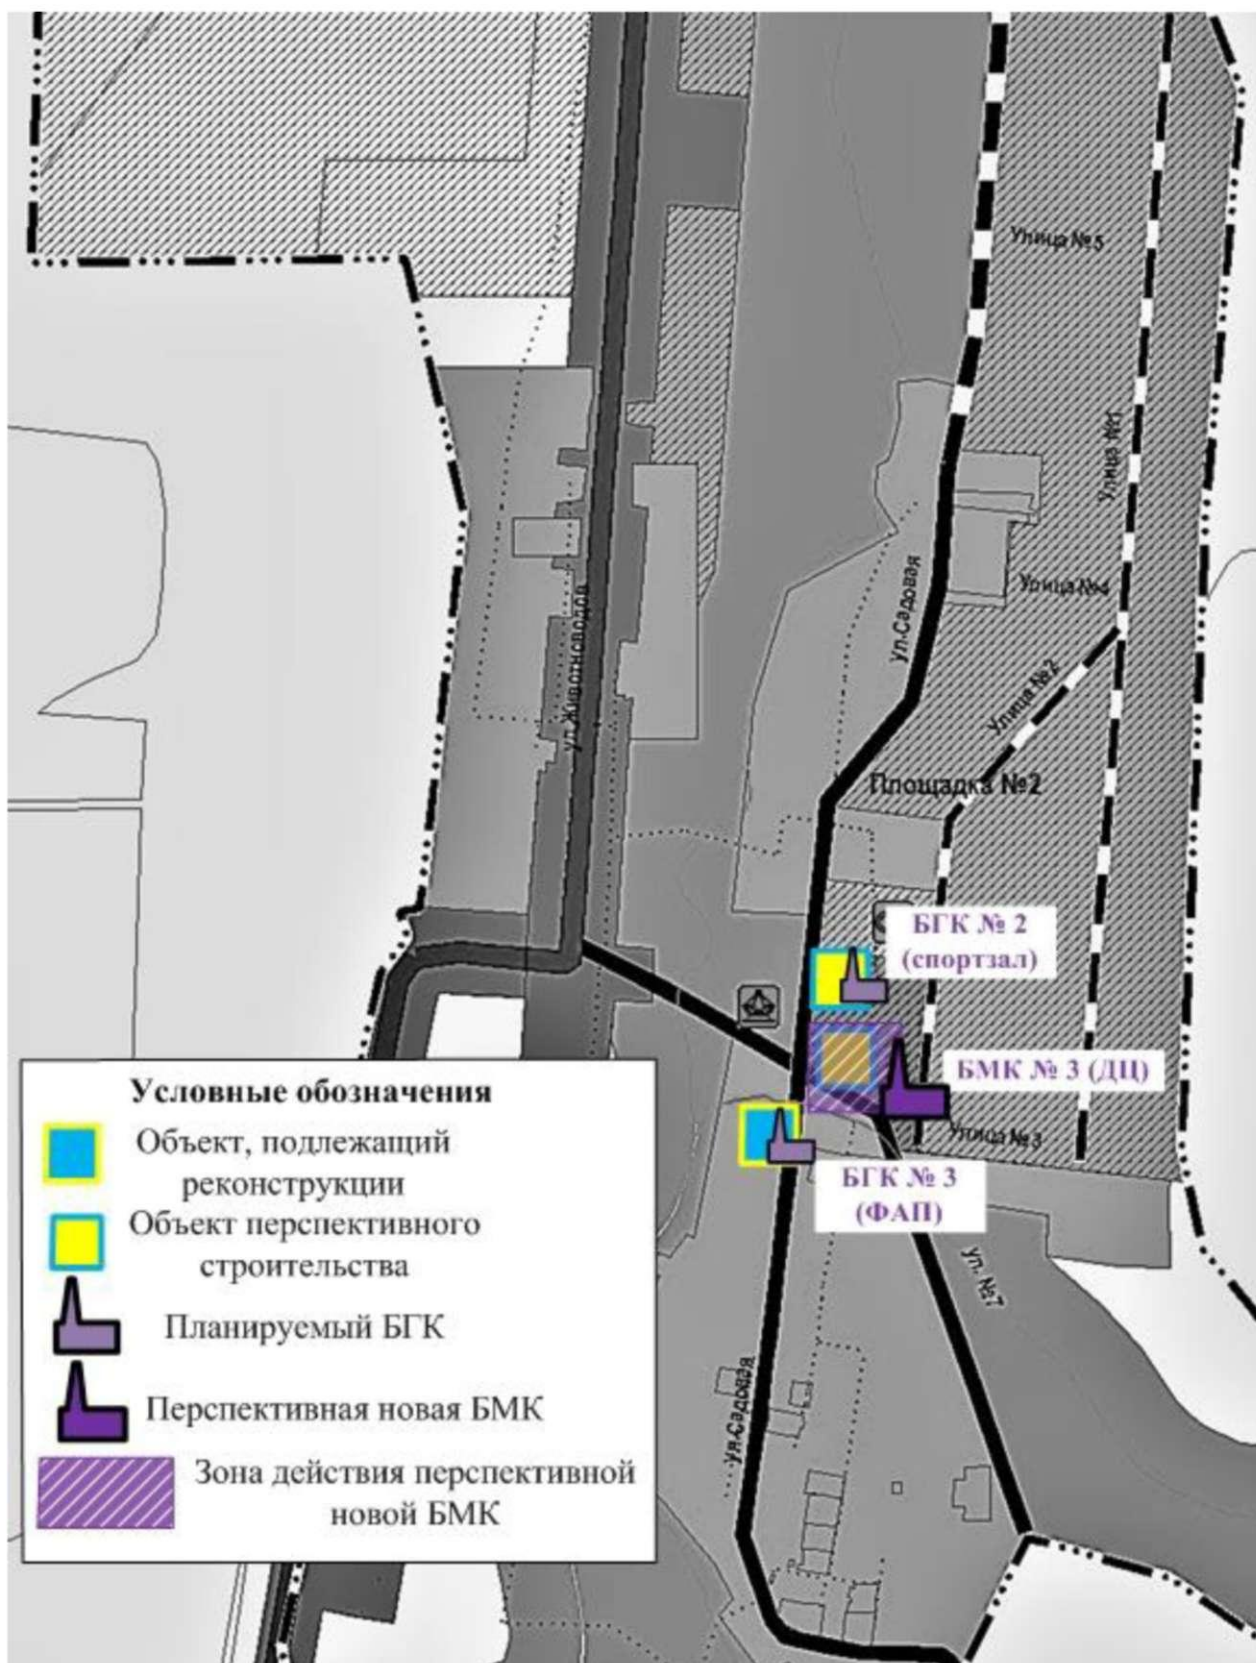 Улица №5
Улица №1
ул.Садовая
Улица №4
ул.Животноводов
Улица №2
Площадка №2
БГК № 2
(спортзал)
БМК № 3 (ДЦ)
Улица №3
БГК № 3
(ФАП)
ул. №7
ул.Садовая
Условные обозначения
Объект, подлежащий
реконструкции
Объект перспективного
строительства
Планируемый БГК
Перспективная новая БМК
Зона действия перспективной
новой БМК